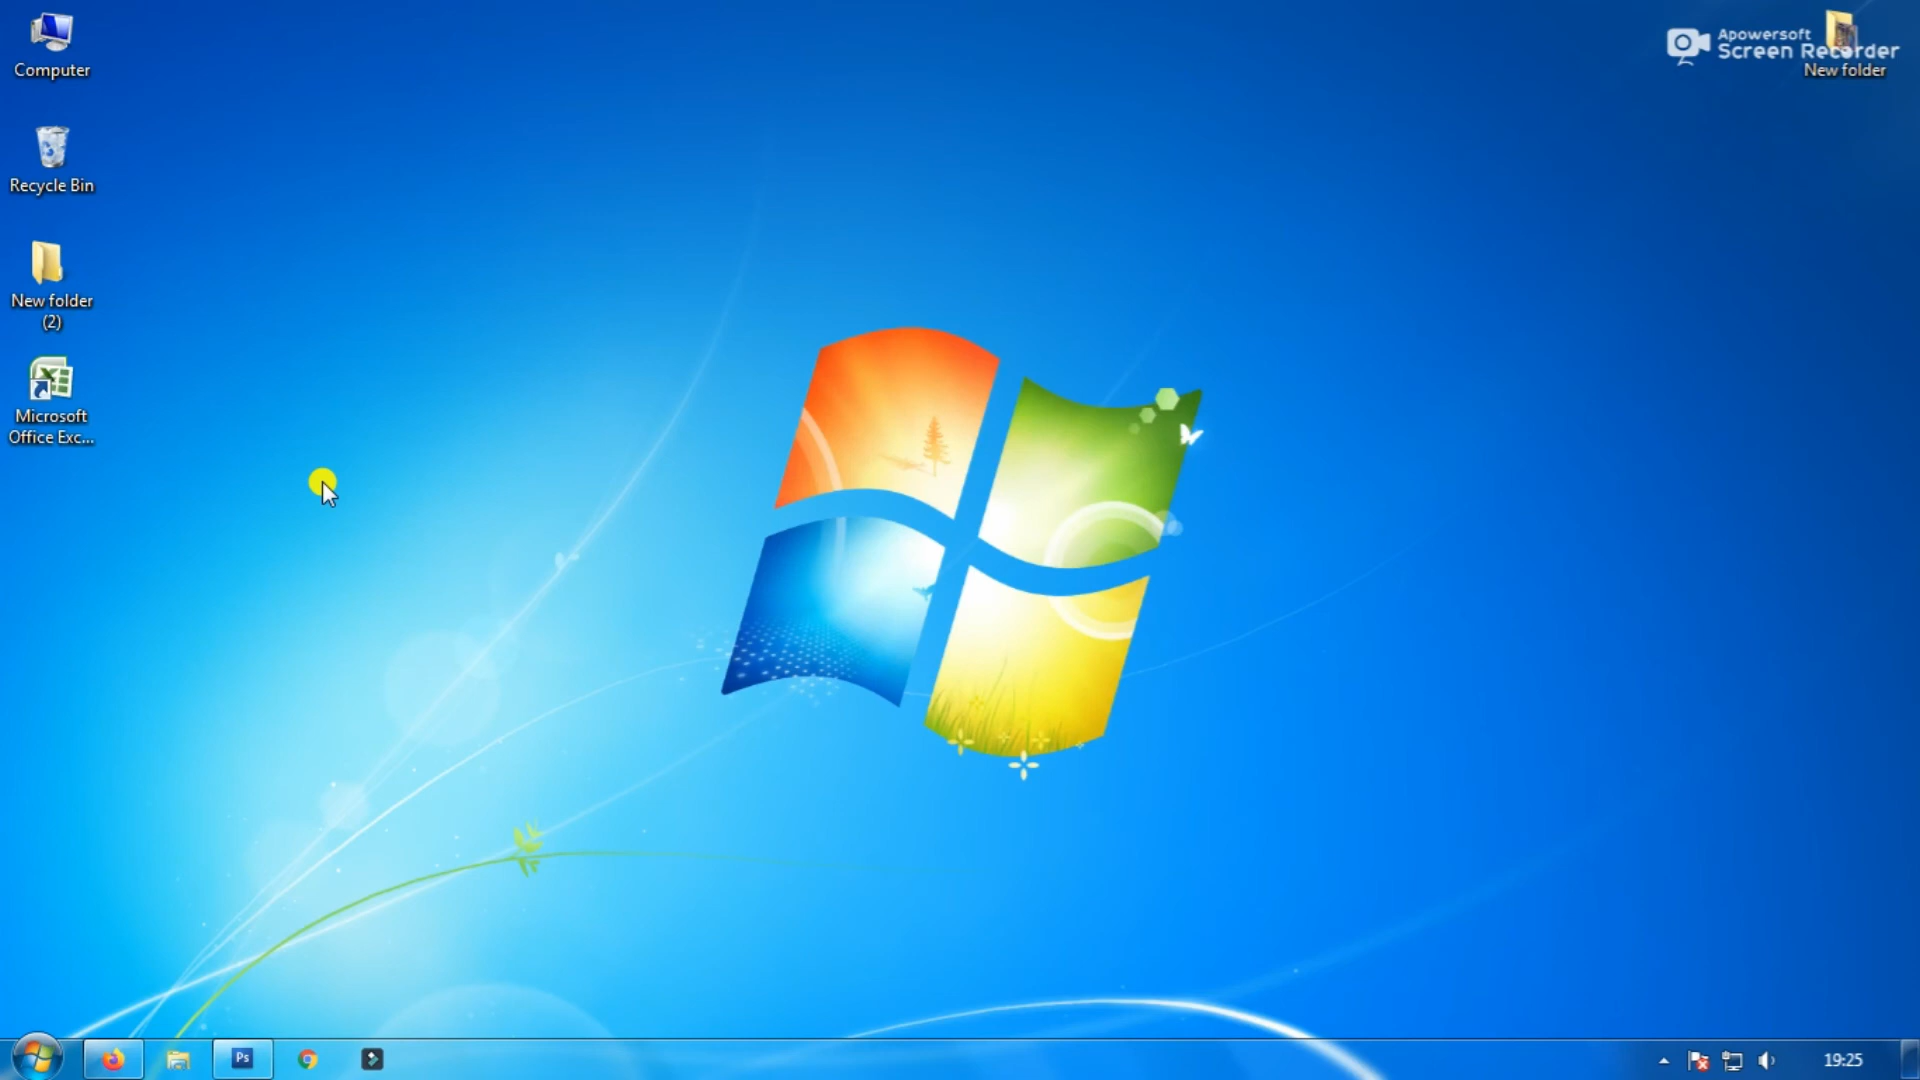 Computer
Recycle Bin
New folder
(2)
Microsoft
Office Exc...
Apowersoft
Screen Recorder
New folder
Ps
19:25